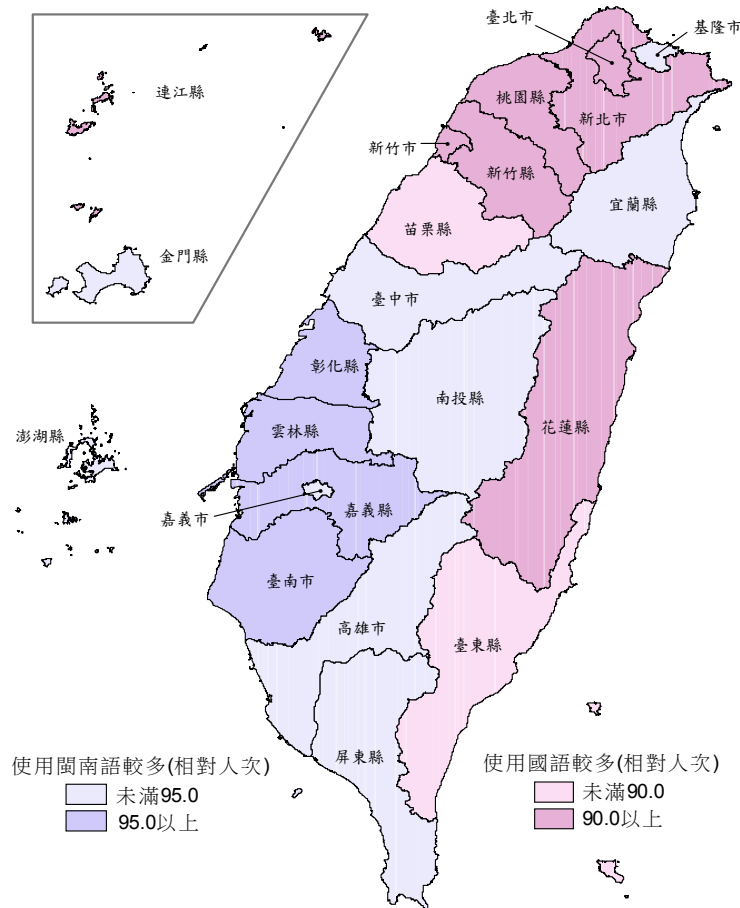 臺北市
基隆市
連江縣
桃園縣
新北市
新竹市
新竹縣
宜蘭縣
苗栗縣
金門縣
臺中市
彰化縣
南投縣
花蓮縣
雲林縣
澎湖縣
嘉義市
嘉義縣
臺南市
高雄市
臺東縣
屏東縣
使用閩南語較多(相對人次)
未滿95.0
95.0以上
使用國語較多(相對人次)
未滿90.0
90.0以上